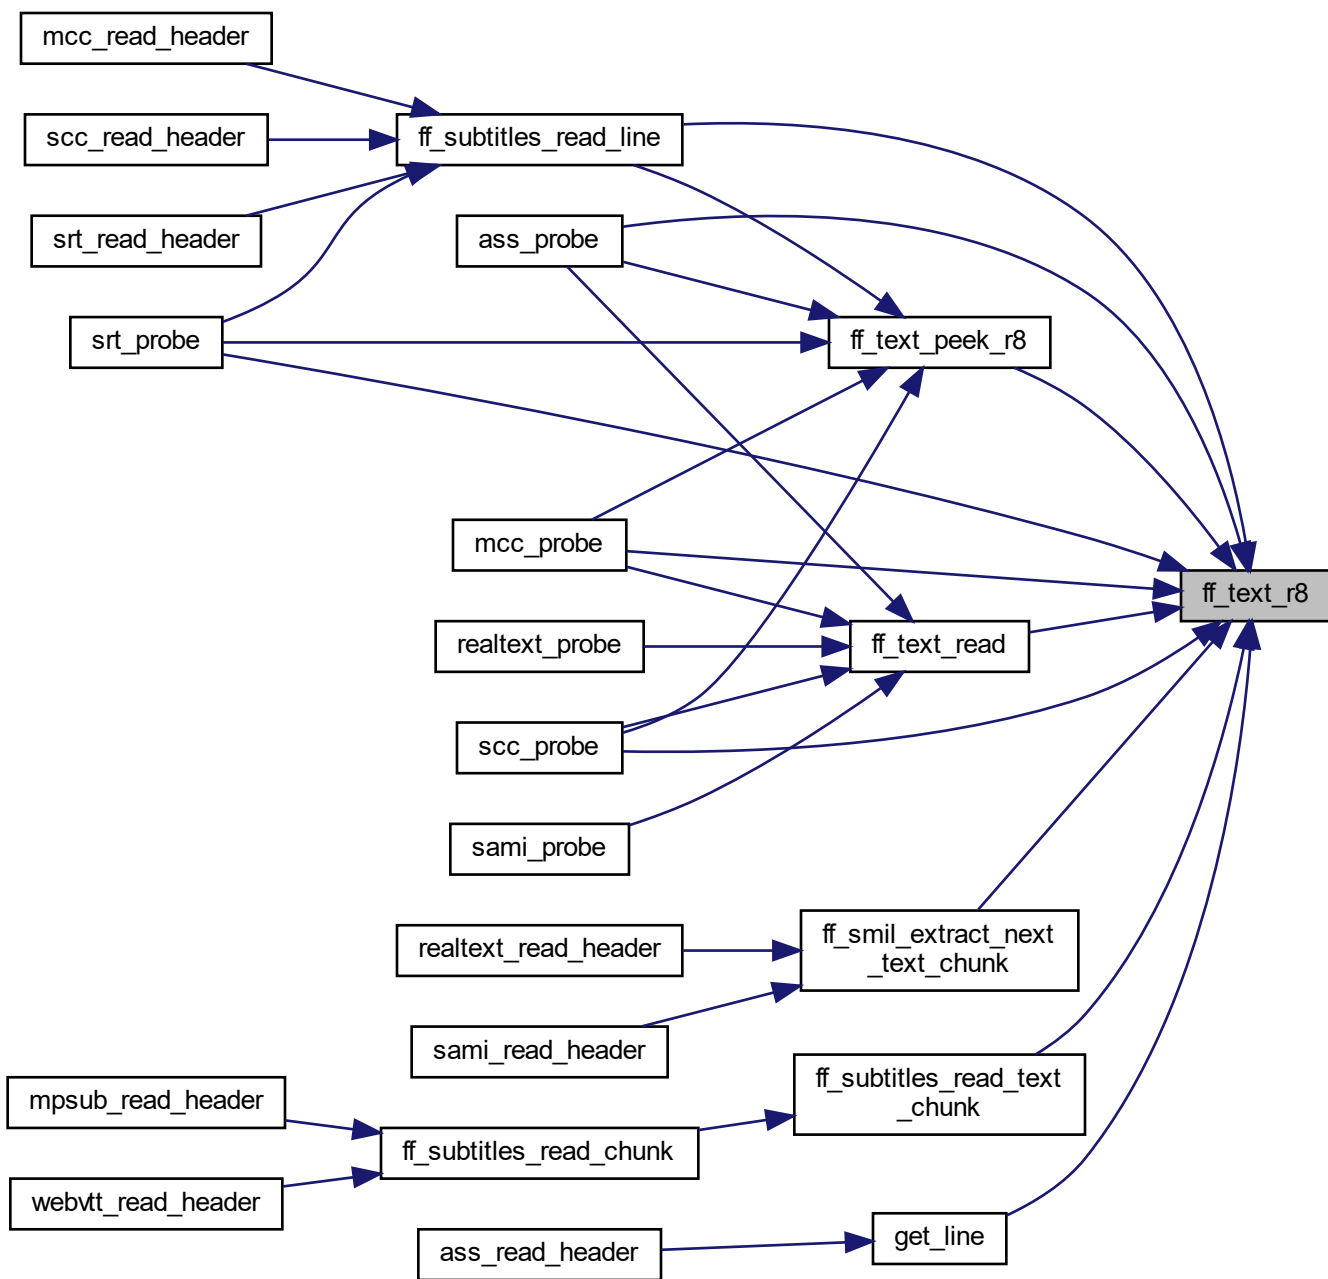 mcc_read_header
scc_read_header
ff_subtitles_read_line
srt_read_header
ass_probe
srt_probe
ff_text_peek_r8
mcc_probe
ff_text_r8
realtext_probe
ff_text_read
scc_probe
sami_probe
realtext_read_header
ff_smil_extract_next
_text_chunk
sami_read_header
ff_subtitles_read_text
_chunk
mpsub_read_header
ff_subtitles_read_chunk
webvtt_read_header
get_line
ass_read_header